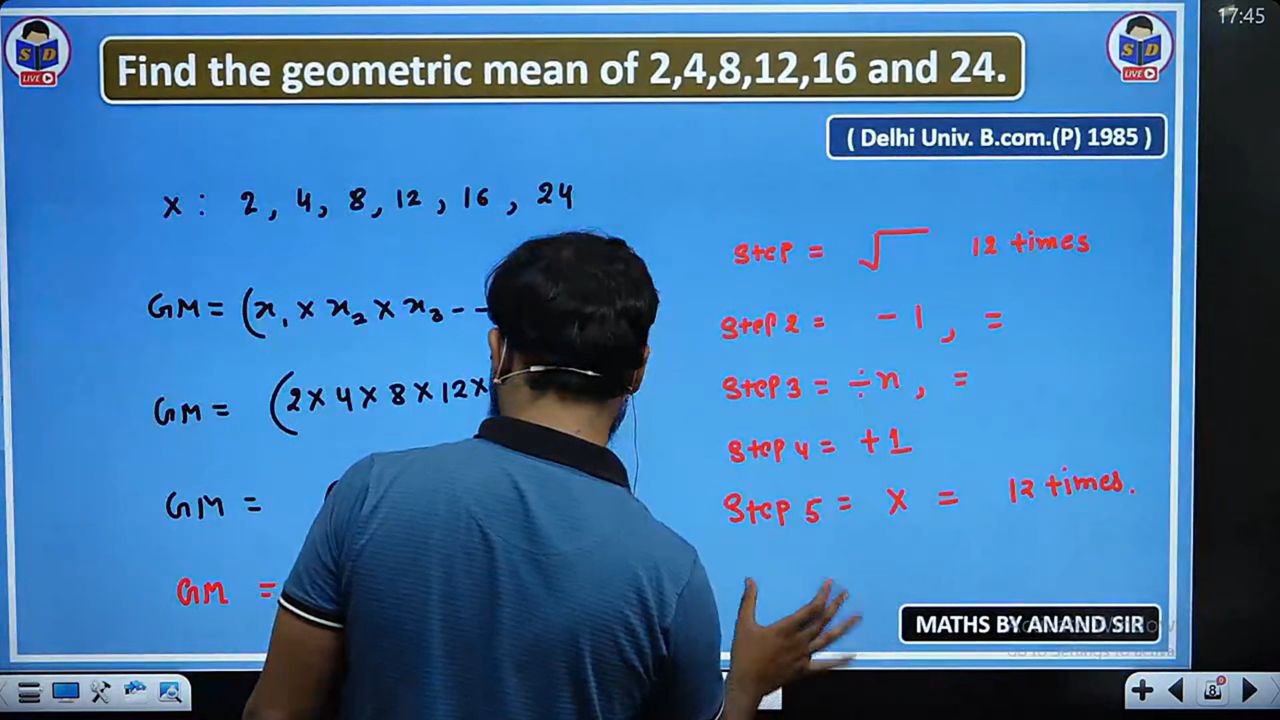 17:45
S D
LIVE
S D
LIVE
Find the geometric mean of 2,4,8,12,16 and 24.
( Delhi Univ. B.com.(P) 1985 )
x : 2, 4, 8, 12, 16, 24
GM = (x₁ × x₂ × x₃ - -
GM = (2 × 4 × 8 × 12 ×
GM =
GM =
Step = √ 12 times
Step 2 = - 1, =
Step 3 = ÷ n, =
Step 4 = + 1
Step 5 = × = 12 times.
MATHS BY ANAND SIR
8